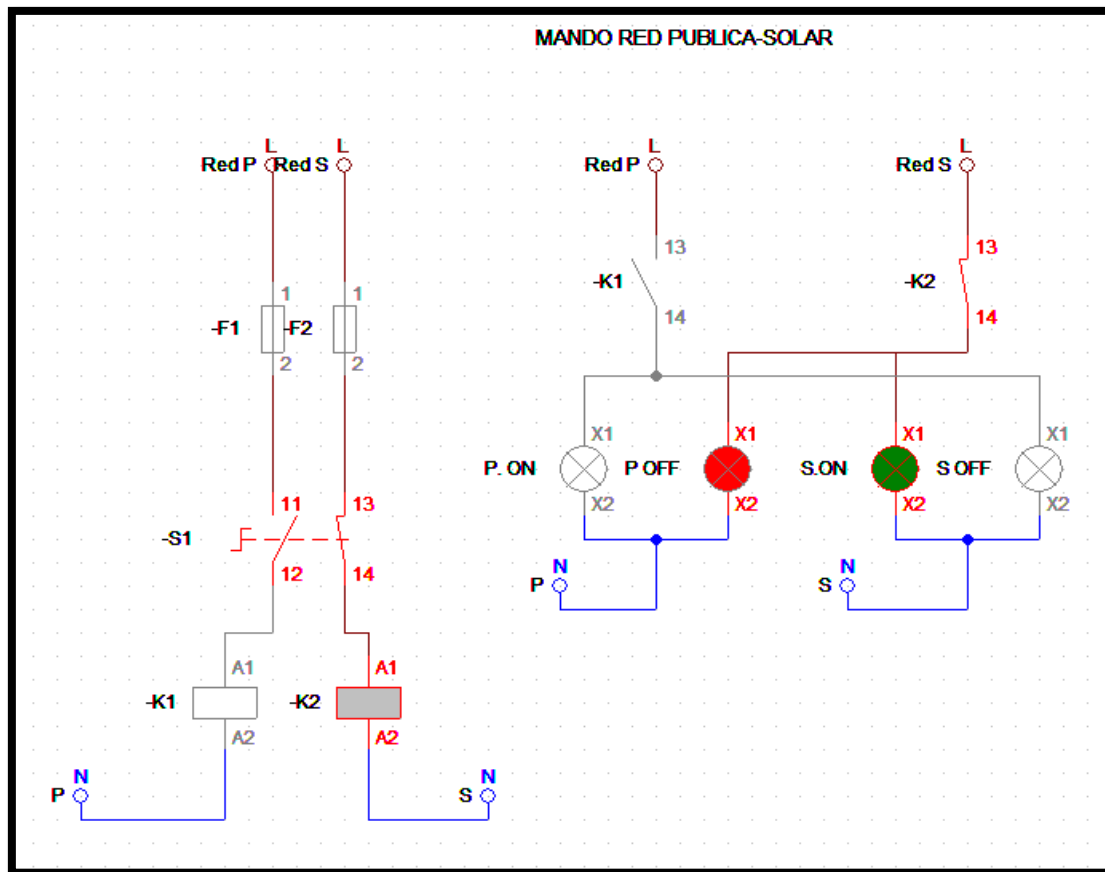 MANDO RED PUBLICA-SOLAR
L L L L
Red P Red S Red P Red S
13 13
-K1 -K2
14 14
1 1
-F1 -F2
2 2
X1 X1 X1 X1
P. ON P OFF S.ON S OFF
X2 X2 X2 X2
11 13
-S1
12 14
N N
P S
A1 A1
-K1 -K2
A2 A2
N N
P S